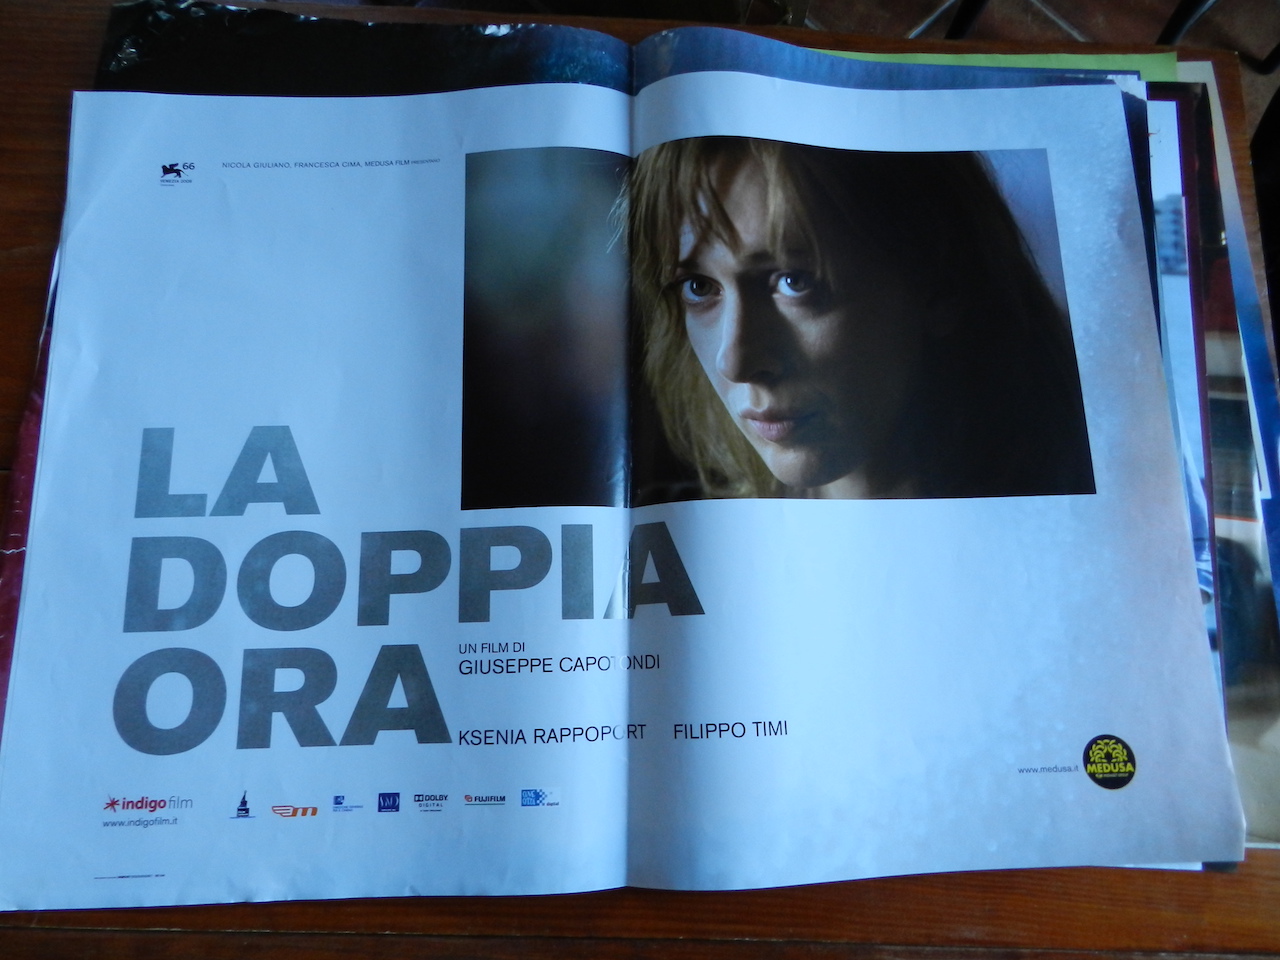 66
NICOLA GIULIANO, FRANCESCA CIMA, MEDUSA FILM
LA
DOPPIA
ORA
UN FILM DI
GIUSEPPE CAPOTONDI
KSENIA RAPPOPORT FILIPPO TIMI
www.medusa.it
MEDUSA
indigo film
www.indigofilm.it
m
DOLBY
DIGITAL
FUJIFILM
digital